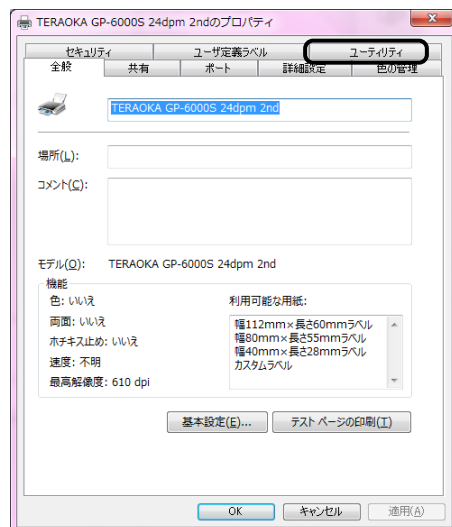 TERAOKA GP-6000S 24dpm 2ndのプロパティ
セキュリティ ユーザ定義ラベル ユーティリティ
全般 共有 ポート 詳細設定 色の管理
TERAOKA GP-6000S 24dpm 2nd
場所(L):
コメント(C):
モデル(O): TERAOKA GP-6000S 24dpm 2nd
機能
色: いいえ 利用可能な用紙:
両面: いいえ 幅112mm×長さ60mmラベル
ホチキス止め: いいえ 幅80mm×長さ55mmラベル
速度: 不明 幅40mm×長さ28mmラベル
最高解像度: 610 dpi カスタムラベル
基本設定(E)... テスト ページの印刷(T)
OK キャンセル 適用(A)